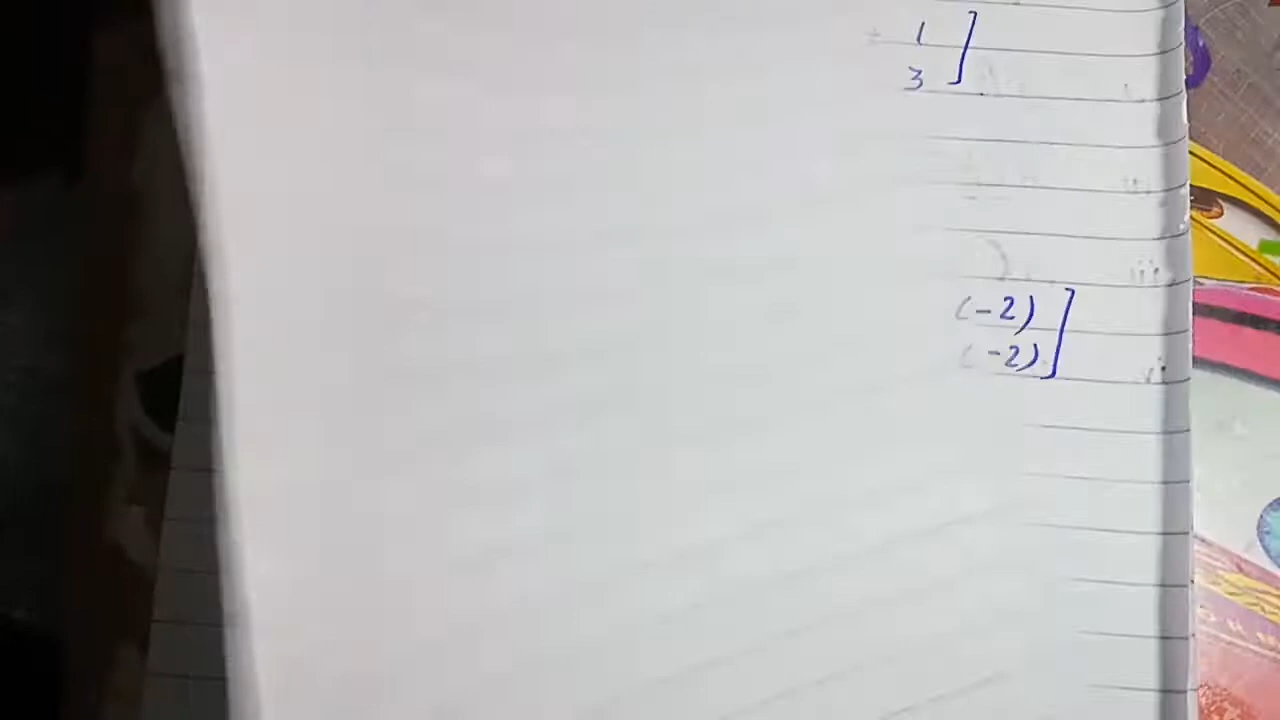 1 ]
3
(-2) ]
(-2)